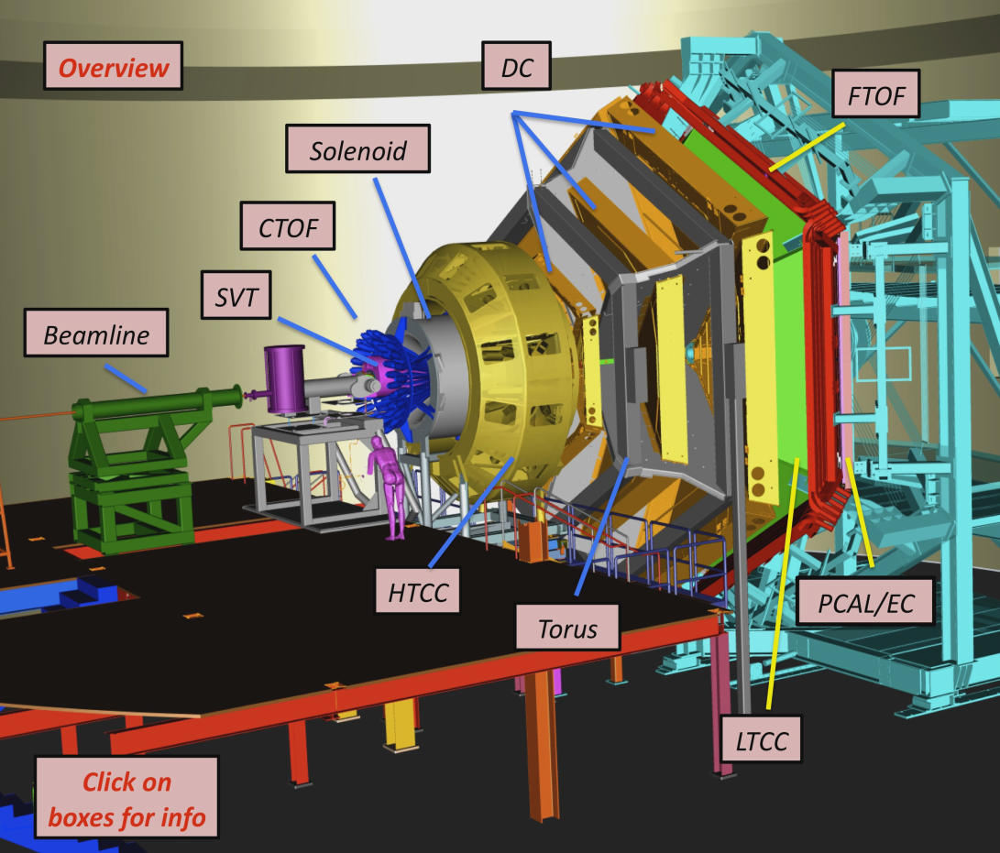 Overview
DC
FTOF
Solenoid
CTOF
SVT
Beamline
HTCC
Torus
PCAL/EC
LTCC
Click on
boxes for info